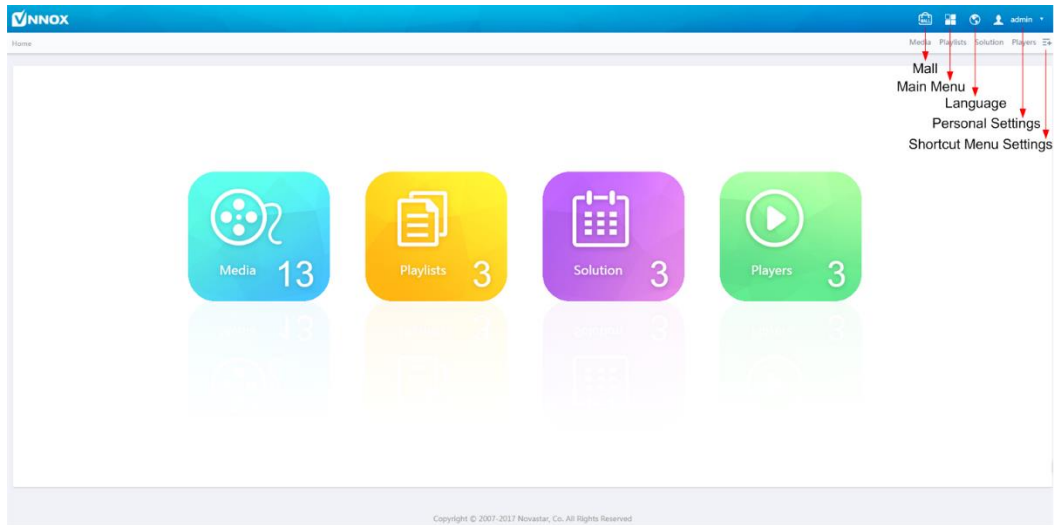 VNNOX
admin
Home
Media Playlists Solution Players
Mall
Main Menu
Language
Personal Settings
Shortcut Menu Settings
Media 13
Playlists 3
Solution 3
Players 3
Copyright © 2007-2017 Novastar, Co. All Rights Reserved